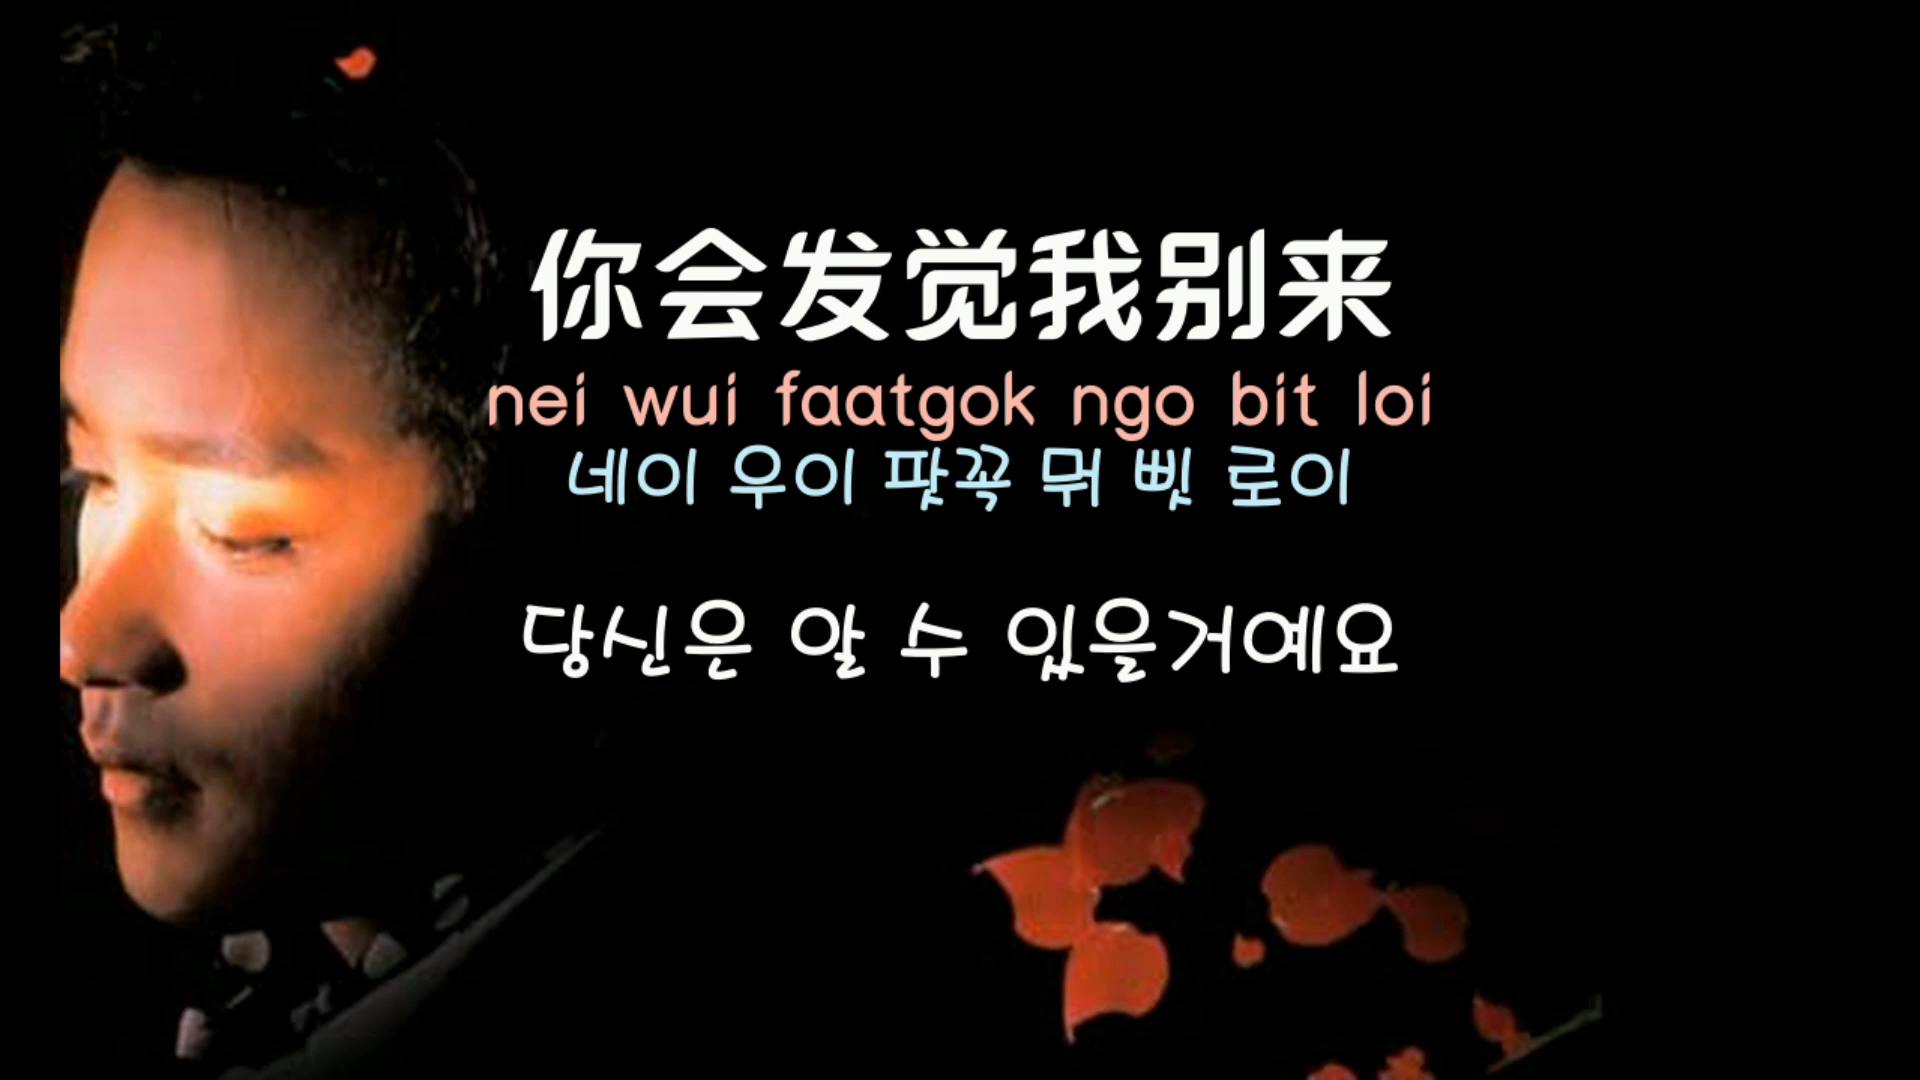 你会发觉我别来
nei wui faatgok ngo bit loi
네이 우이 팟꼭 뭐 삣 로이
당신은 알 수 있을거예요